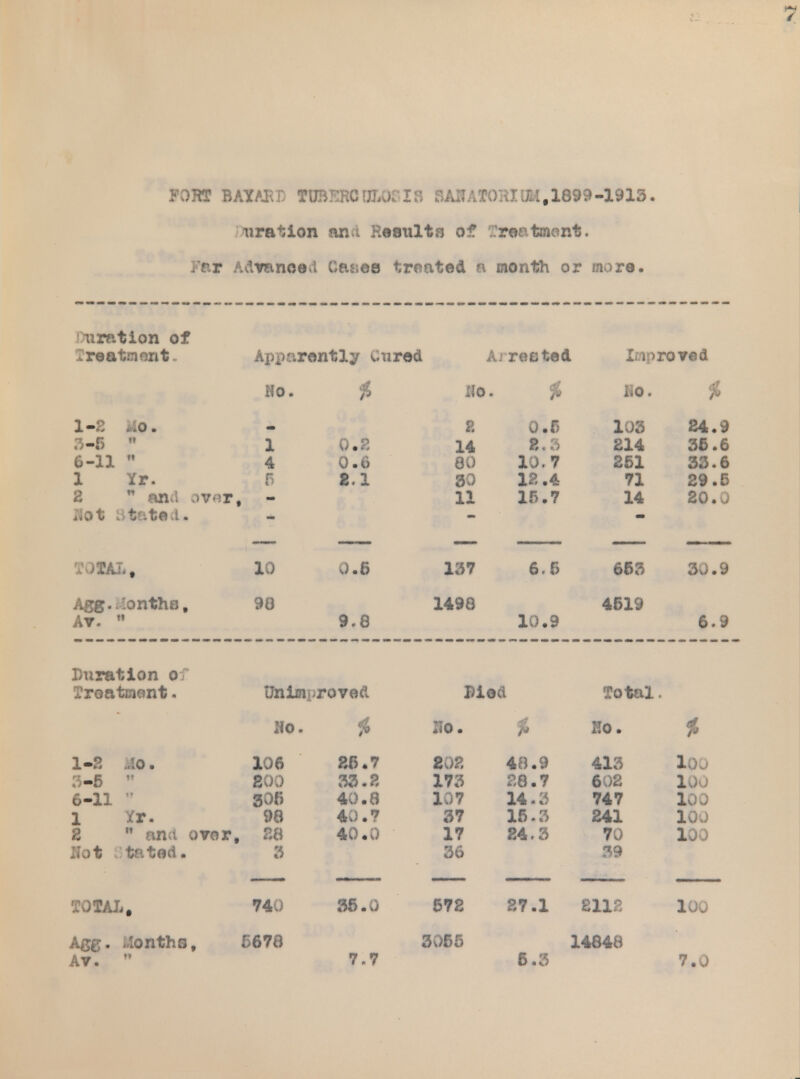 7
FORT BAYARD TUBERCULOSIS SANATORIUM,1899-1913.
Duration and Results of Treatment.
Far Advanced Cases treated a month or more.
Duration of
Treatment. Apparently Cured Arrested Improved
No. % No. % No. %
1-2 Mo. - 2 0.5 103 24.9
3-5 " 1 0.2 14 2.3 214 35.6
6-11 " 4 0.6 80 10.7 251 33.6
1 Yr. 5 2.1 30 12.4 71 29.5
2 " and over, - 11 15.7 14 20.0
Not Stated. - - -
TOTAL, 10 0.5 137 6.5 653 30.9
Agg. Months, 98 1498 4519
Av. " 9.8 10.9 6.9
Duration of
Treatment. Unimproved Died Total.
No. % No. % No. %
1-2 Mo. 106 25.7 202 48.9 413 100
3-5 " 200 33.2 173 28.7 602 100
6-11 " 305 40.8 107 14.3 747 100
1 Yr. 98 40.7 37 15.3 241 100
2 " and over, 28 40.0 17 24.3 70 100
Not Stated. 3 36 39
TOTAL, 740 35.0 572 27.1 2112 100
Agg. Months, 5678 3055 14848
Av. " 7.7 5.3 7.0